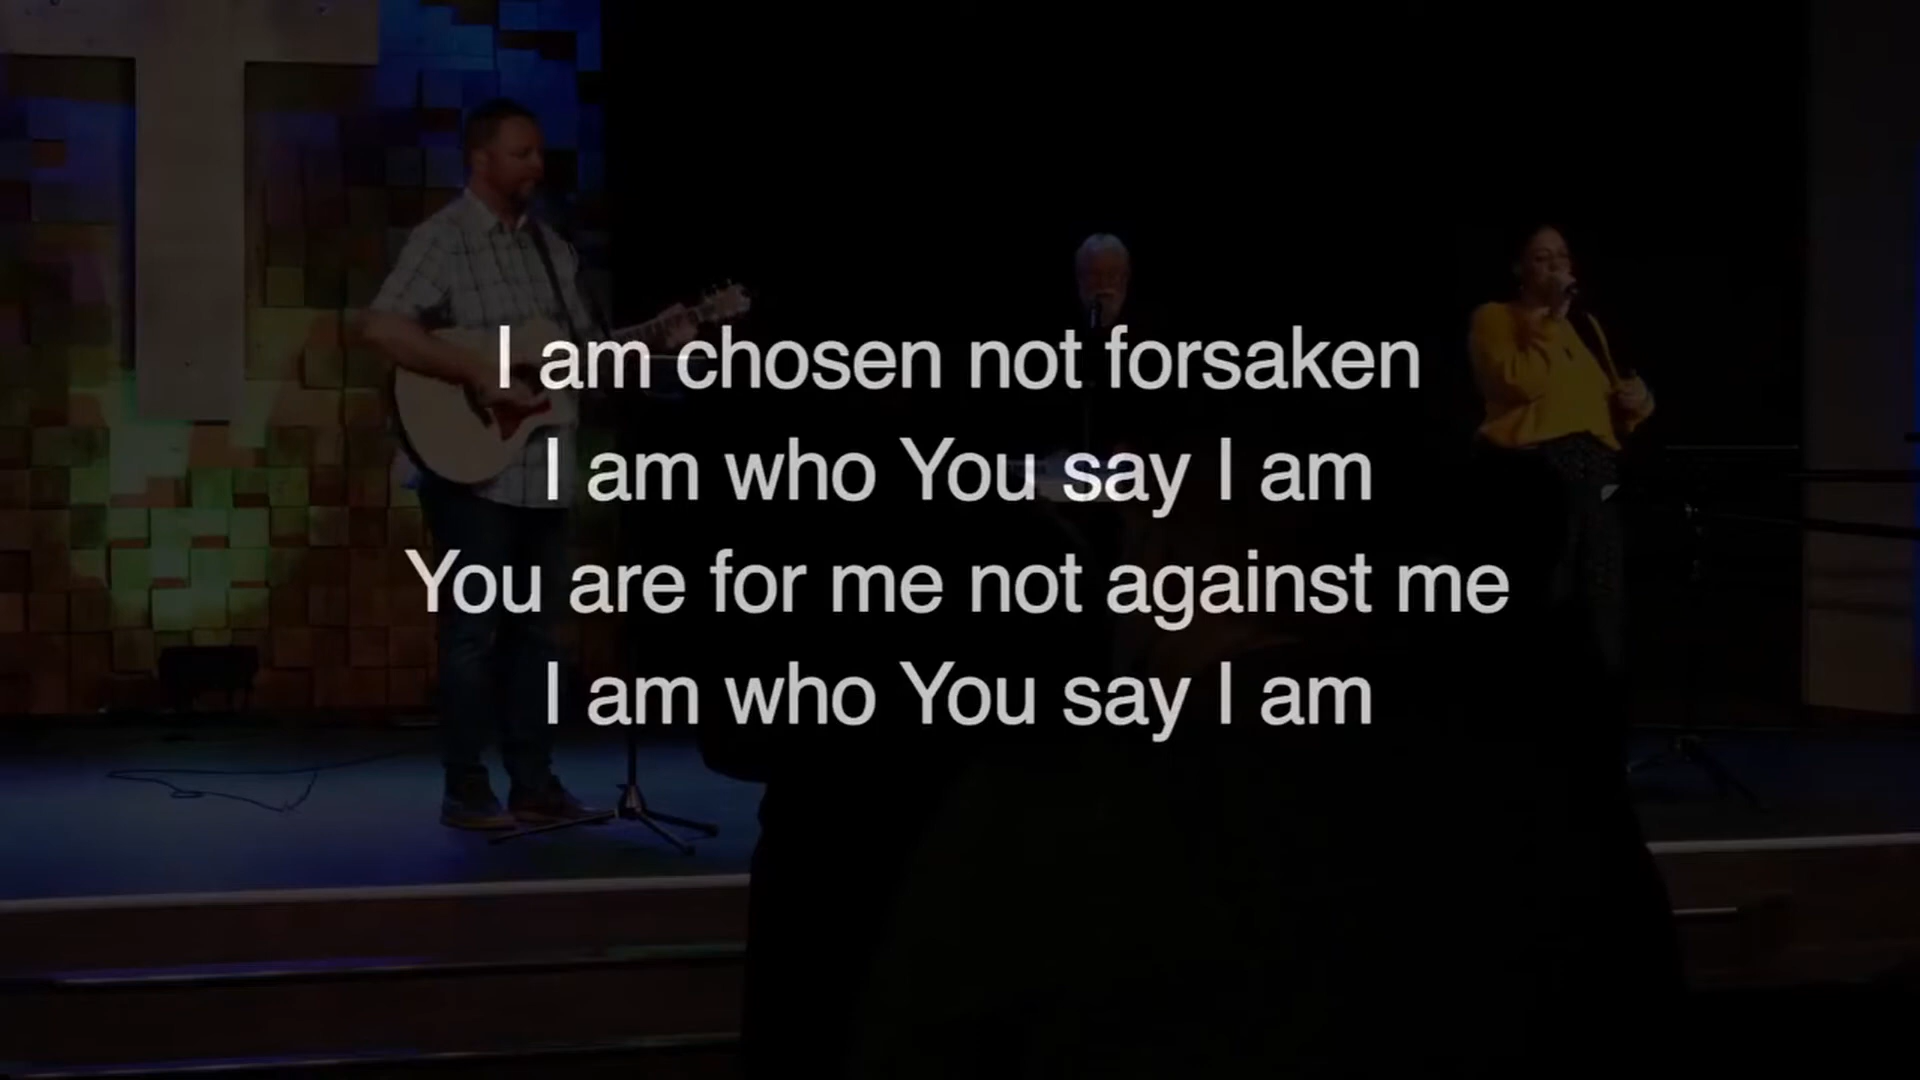 I am chosen not forsaken
I am who You say I am
You are for me not against me
I am who You say I am